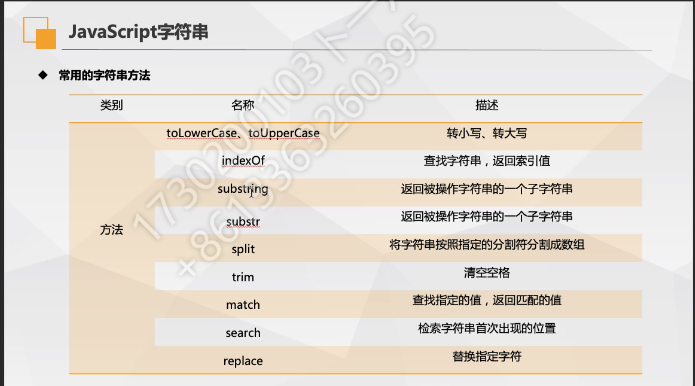 JavaScript字符串
◆ 常用的字符串方法
类别 名称 描述
toLowerCase、toUpperCase 转小写、转大写
indexOf 查找字符串，返回索引值
substring 返回被操作字符串的一个子字符串
substr 返回被操作字符串的一个子字符串
方法
split 将字符串按照指定的分割符分割成数组
trim 清空空格
match 查找指定的值，返回匹配的值
search 检索字符串首次出现的位置
replace 替换指定字符